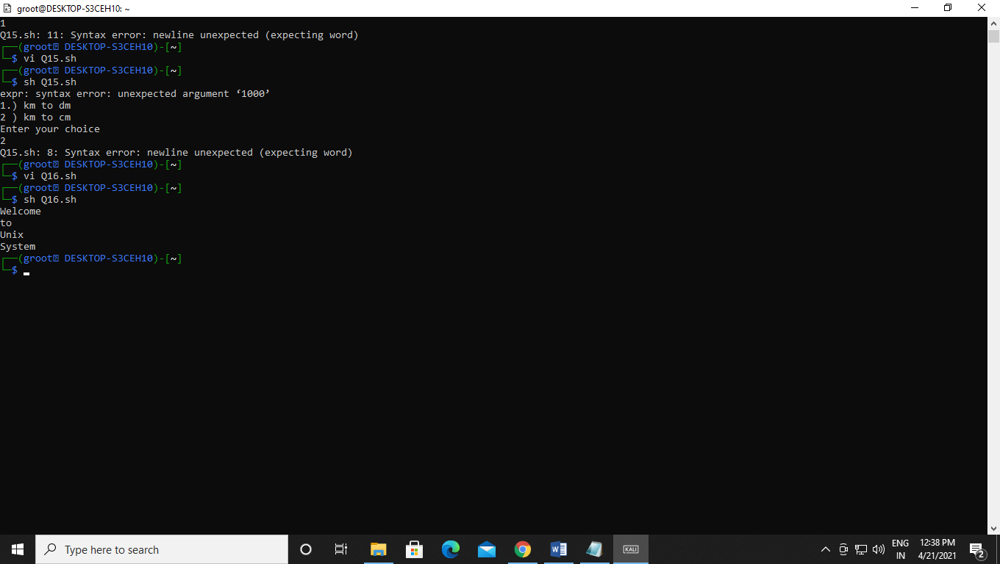 groot@DESKTOP-S3CEH10: ~
1
Q15.sh: 11: Syntax error: newline unexpected (expecting word)
┌──(groot⍰ DESKTOP-S3CEH10)-[~]
└─$ vi Q15.sh
┌──(groot⍰ DESKTOP-S3CEH10)-[~]
└─$ sh Q15.sh
expr: syntax error: unexpected argument ‘1000’
1.) km to dm
2 ) km to cm
Enter your choice
2
Q15.sh: 8: Syntax error: newline unexpected (expecting word)
┌──(groot⍰ DESKTOP-S3CEH10)-[~]
└─$ vi Q16.sh
┌──(groot⍰ DESKTOP-S3CEH10)-[~]
└─$ sh Q16.sh
Welcome
to
Unix
System
┌──(groot⍰ DESKTOP-S3CEH10)-[~]
└─$
Type here to search
W
KALI
ENG
IN
12:38 PM
4/21/2021
2